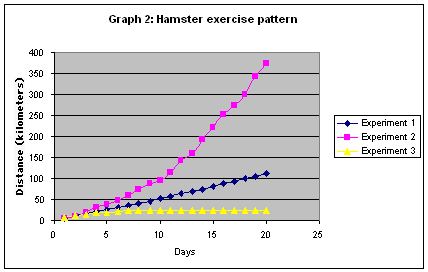 Graph 2: Hamster exercise pattern
Distance (kilometers)
400
350
300
250
200
150
100
50
0
0 5 10 15 20 25
Days
Experiment 1
Experiment 2
Experiment 3